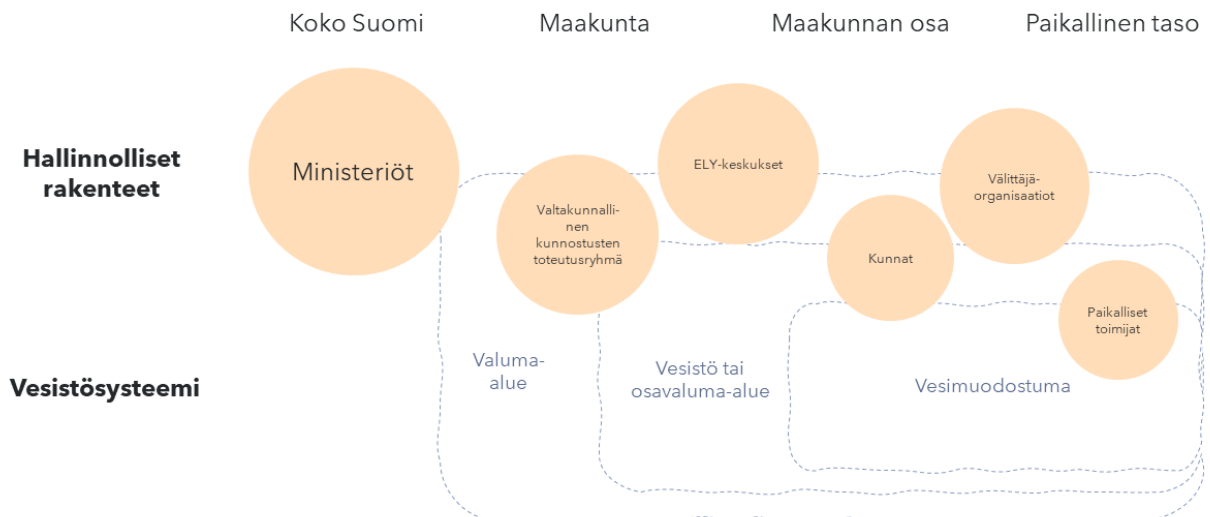 Koko Suomi
Maakunta
Maakunnan osa
Paikallinen taso
Hallinnolliset
rakenteet
Ministeriöt
Valtakunnalli-
nen
kunnostusten
toteutusryhmä
ELY-keskukset
Kunnat
Välittäjä-
organisaatiot
Paikalliset
toimijat
Vesistösysteemi
Valuma-
alue
Vesistö tai
osavaluma-alue
Vesimuodostuma